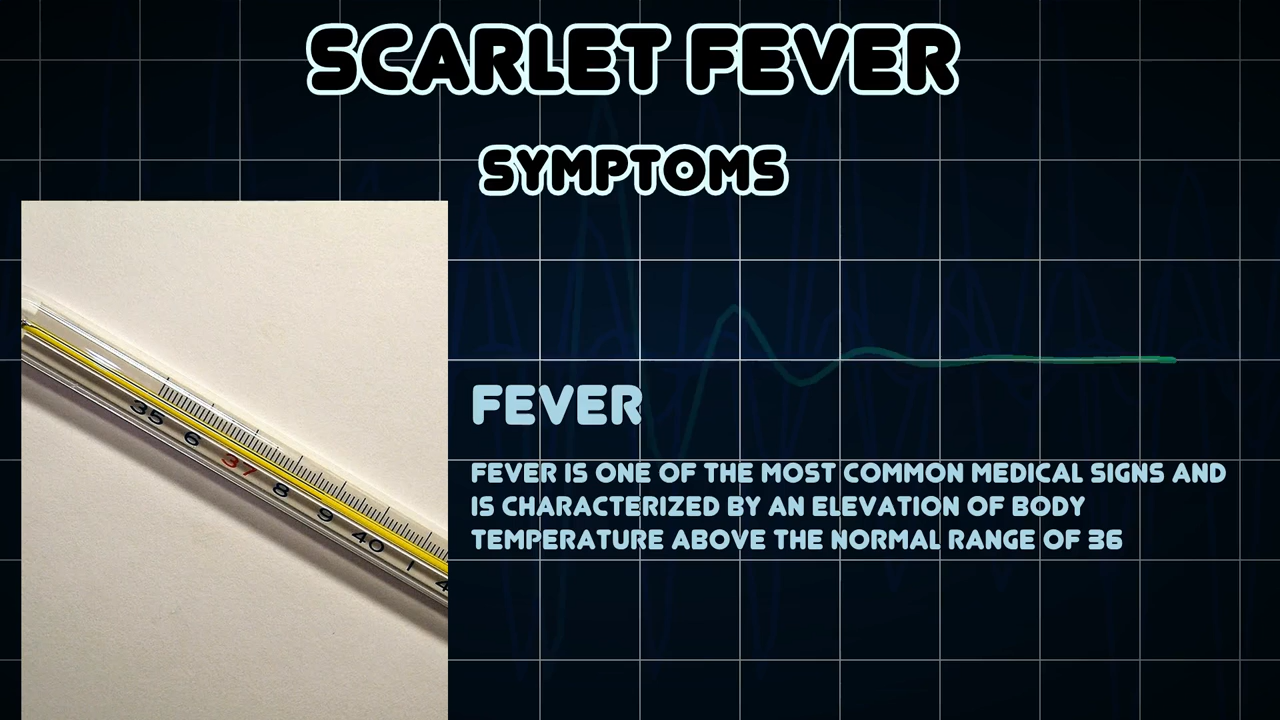 SCARLET FEVER
SYMPTOMS
35 6 37 8 9 40 1 4
FEVER
FEVER IS ONE OF THE MOST COMMON MEDICAL SIGNS AND
IS CHARACTERIZED BY AN ELEVATION OF BODY
TEMPERATURE ABOVE THE NORMAL RANGE OF 36